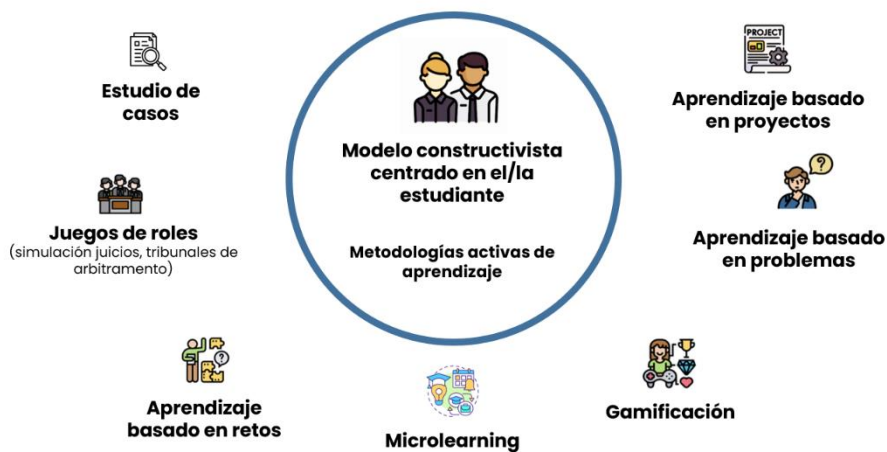 Estudio de
casos
Juegos de roles
(simulación juicios, tribunales de
arbitramento)
Aprendizaje
basado en retos
Modelo constructivista
centrado en el/la
estudiante
Metodologías activas de
aprendizaje
Microlearning
PROJECT
Aprendizaje basado
en proyectos
?
Aprendizaje basado
en problemas
Gamificación